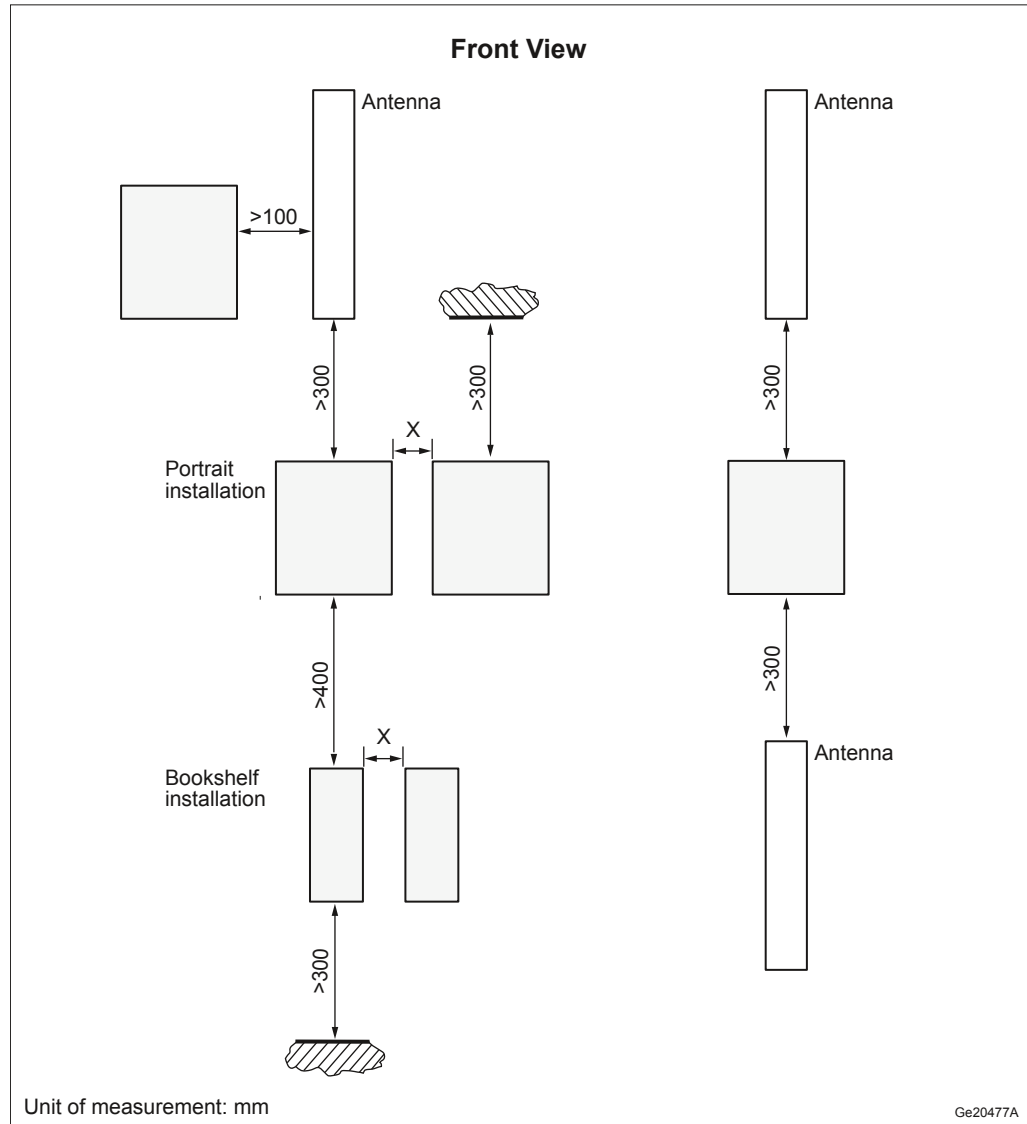 Front View
Antenna
Antenna
>100
>300
>300
>300
X
Portrait
installation
>400
>300
X
Antenna
Bookshelf
installation
>300
Unit of measurement: mm
Ge20477A